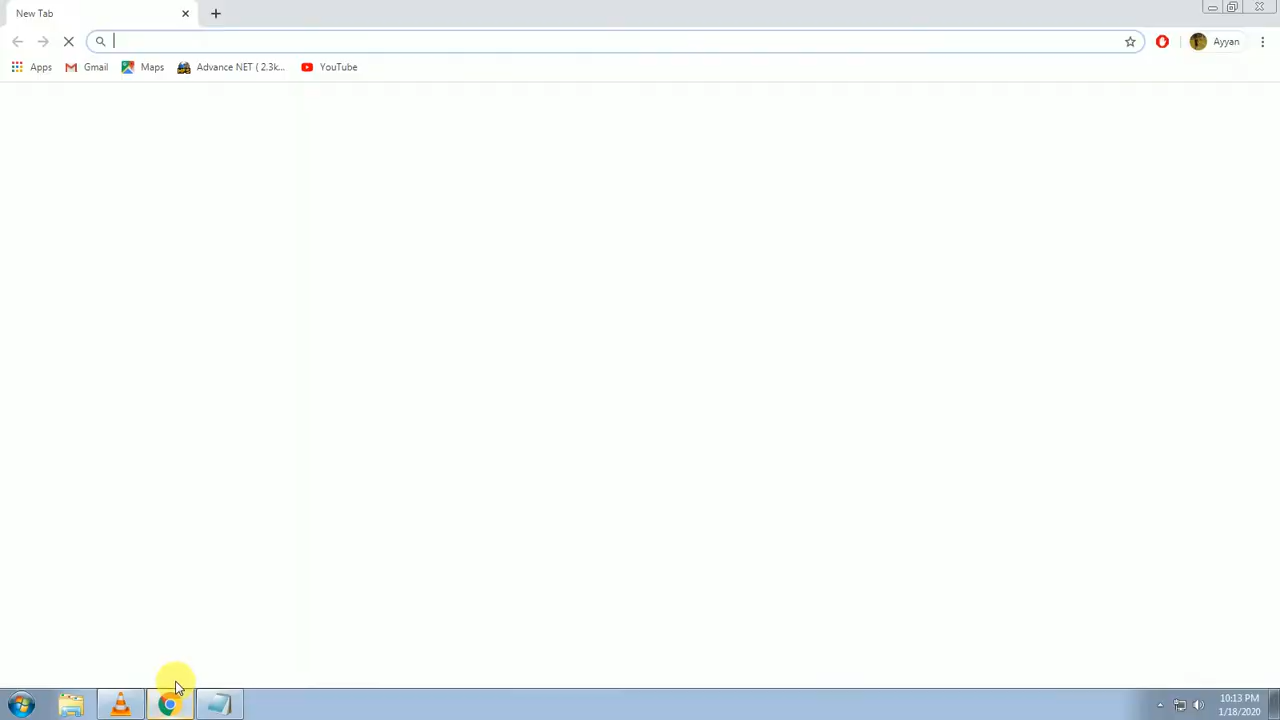 New Tab
Ayyan
Apps
Gmail
Maps
Advance NET ( 2.3k...
YouTube
10:13 PM
1/18/2020